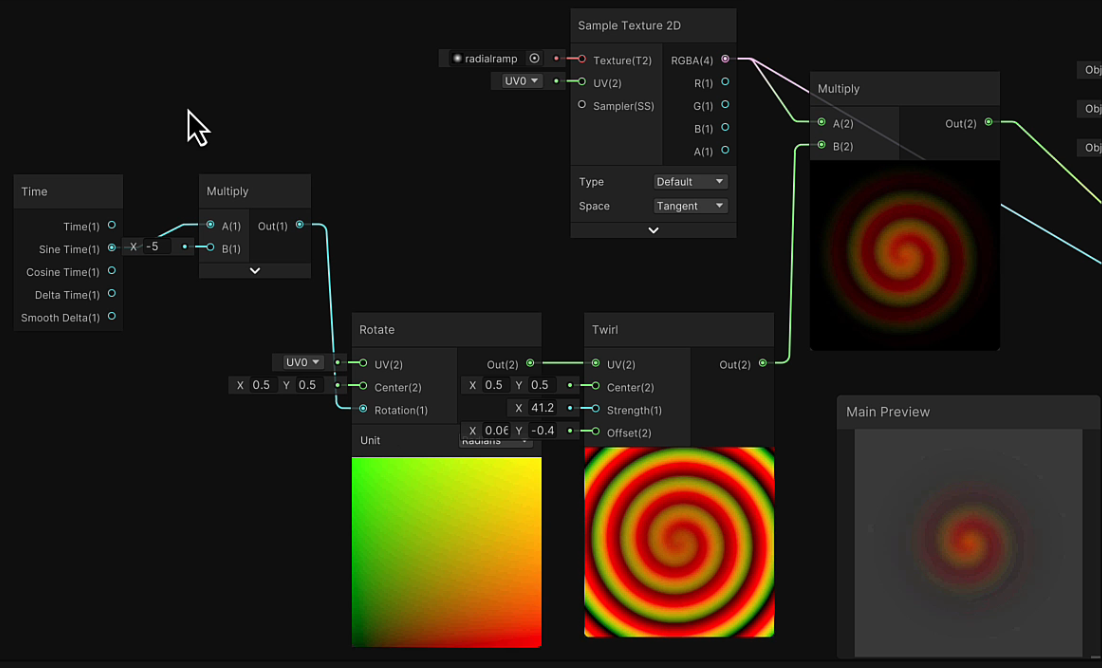 Sample Texture 2D
radialramp
Texture(T2)
RGBA(4)
UV0
UV(2)
R(1)
Sampler(SS)
G(1)
B(1)
A(1)
Type
Default
Space
Tangent
Multiply
A(2)
Out(2)
B(2)
Obj
Obj
Obj
Time
Time(1)
Sine Time(1)
Cosine Time(1)
Delta Time(1)
Smooth Delta(1)
X -5
Multiply
A(1)
Out(1)
B(1)
Rotate
UV0
UV(2)
Out(2)
X 0.5 Y 0.5
Center(2)
Rotation(1)
Unit
Radians
Twirl
UV(2)
Out(2)
X 0.5 Y 0.5
Center(2)
X 41.2
Strength(1)
X 0.06 Y -0.4
Offset(2)
Main Preview